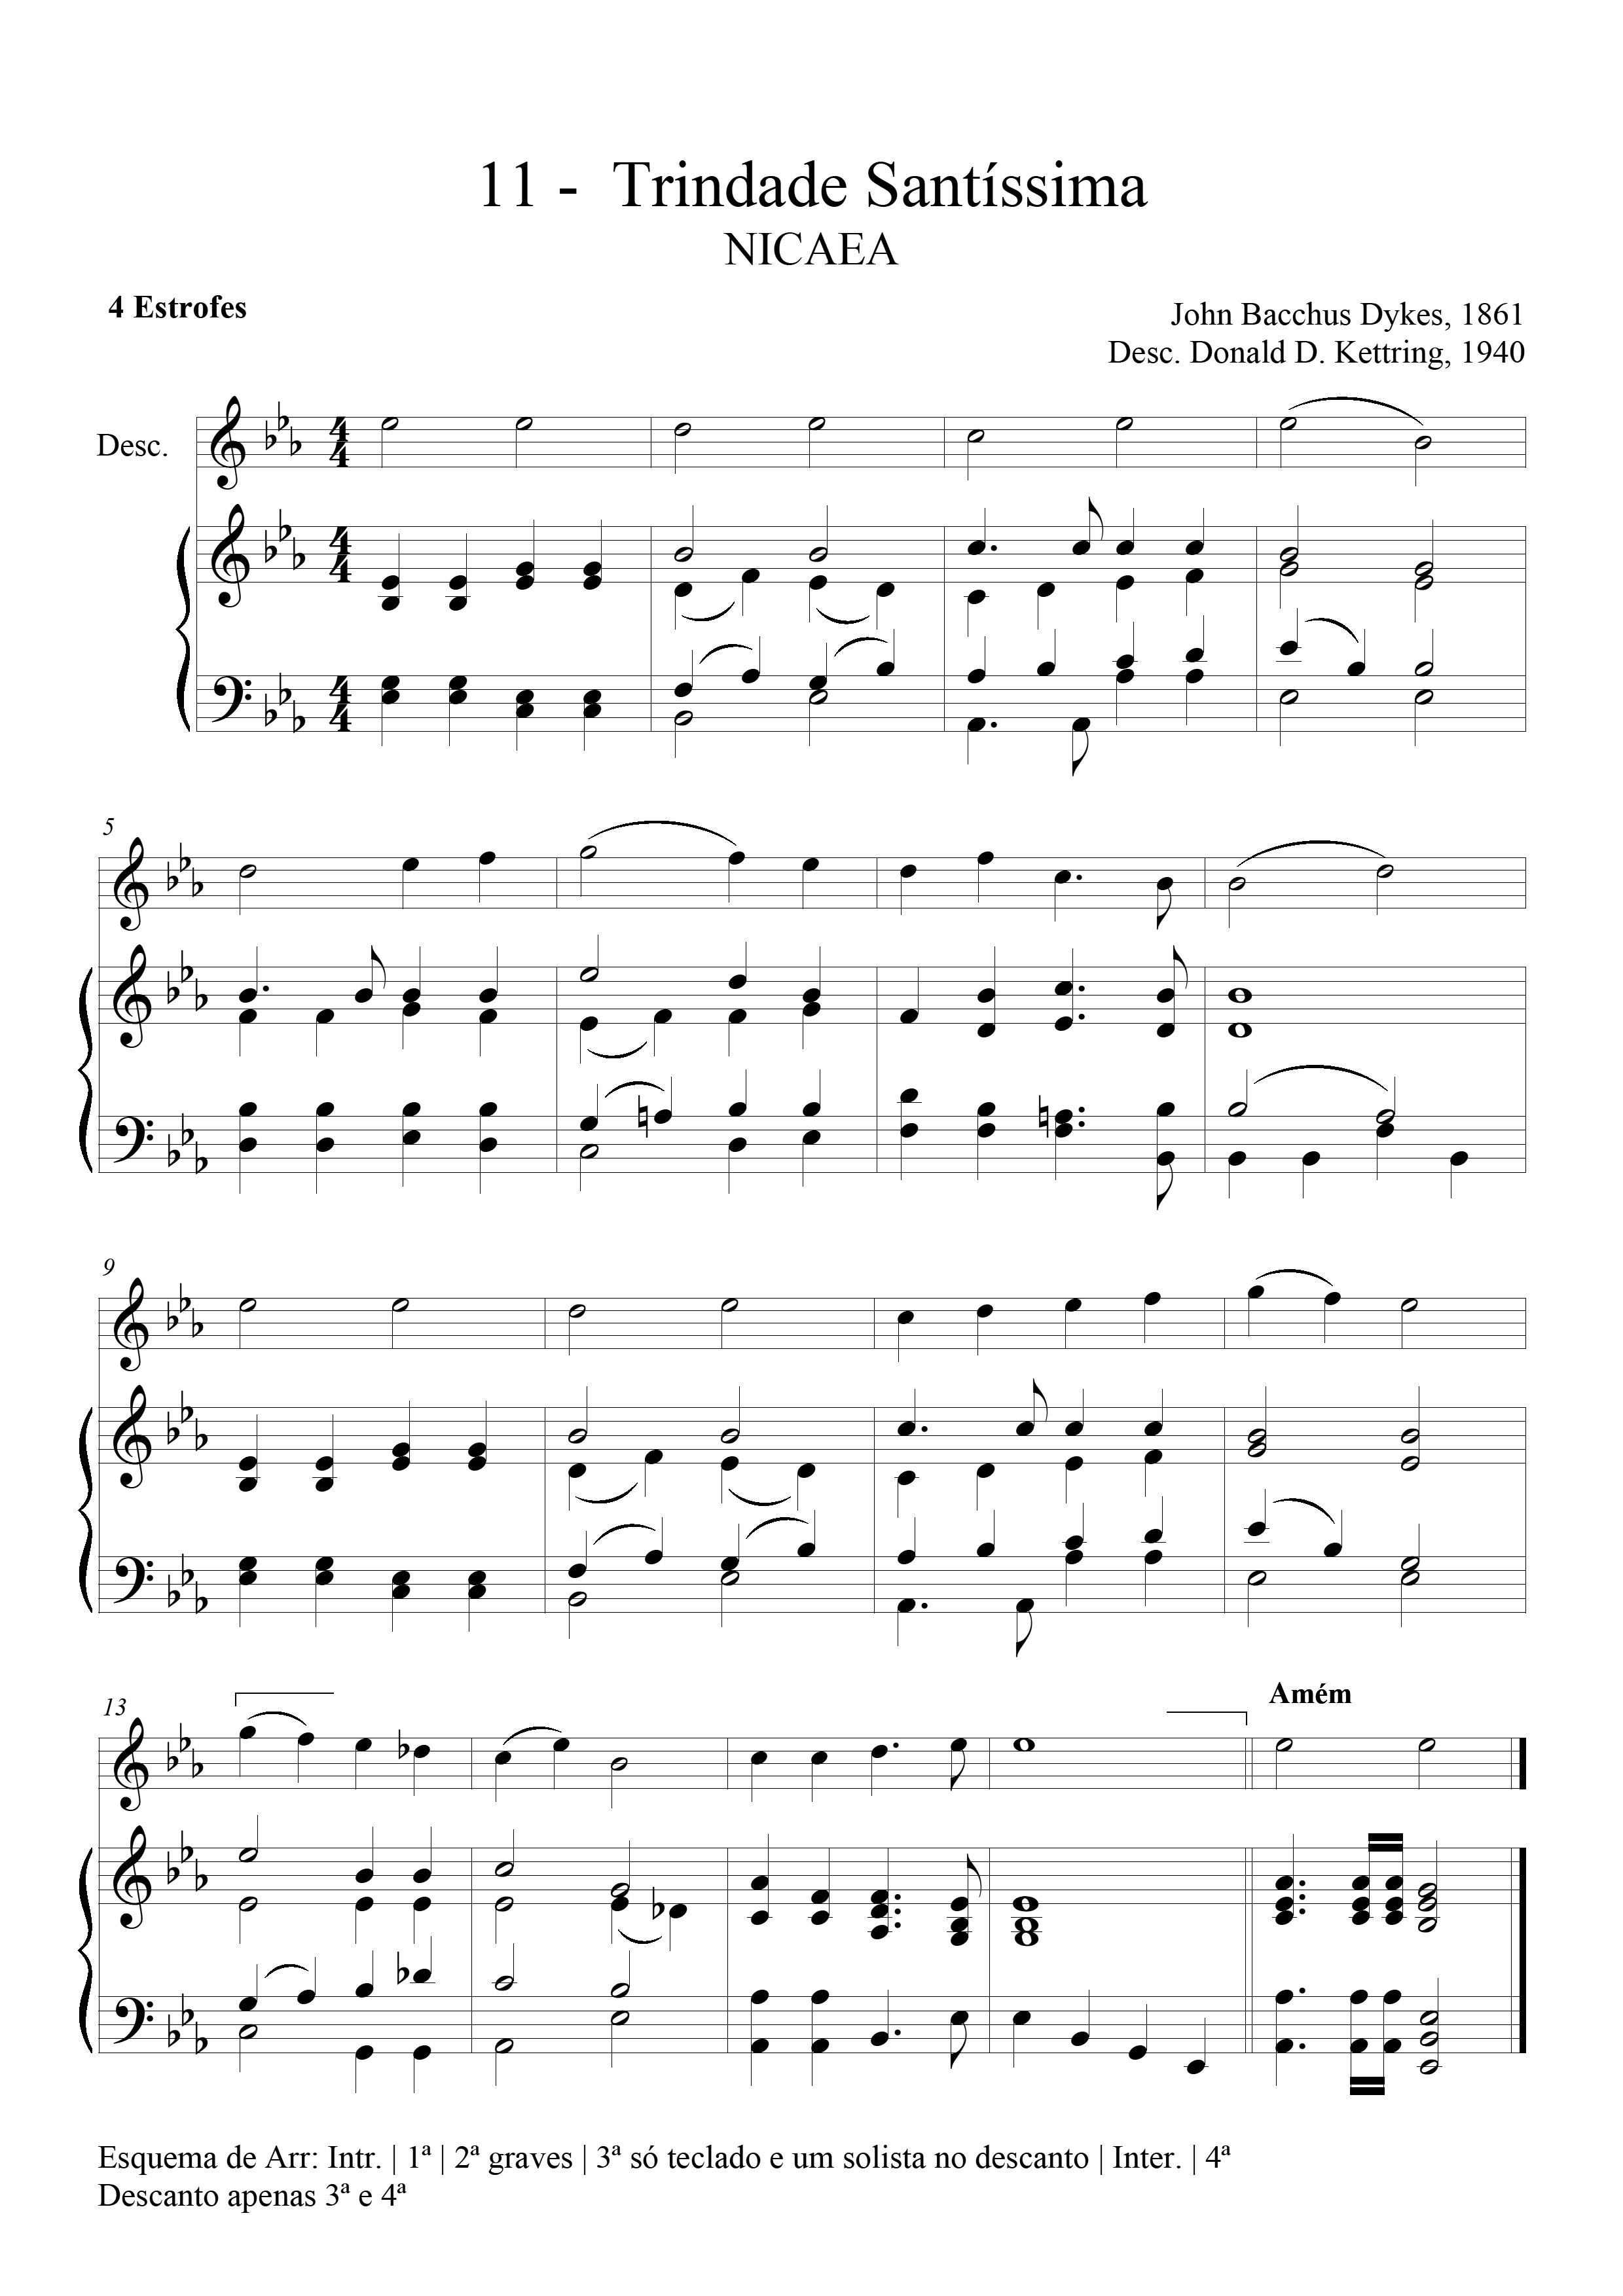 11 - Trindade Santíssima
NICAEA
4 Estrofes
John Bacchus Dykes, 1861
Desc. Donald D. Kettring, 1940
Desc.
5
9
13
Amém
Esquema de Arr: Intr. | 1ª | 2ª graves | 3ª só teclado e um solista no descanto | Inter. | 4ª
Descanto apenas 3ª e 4ª